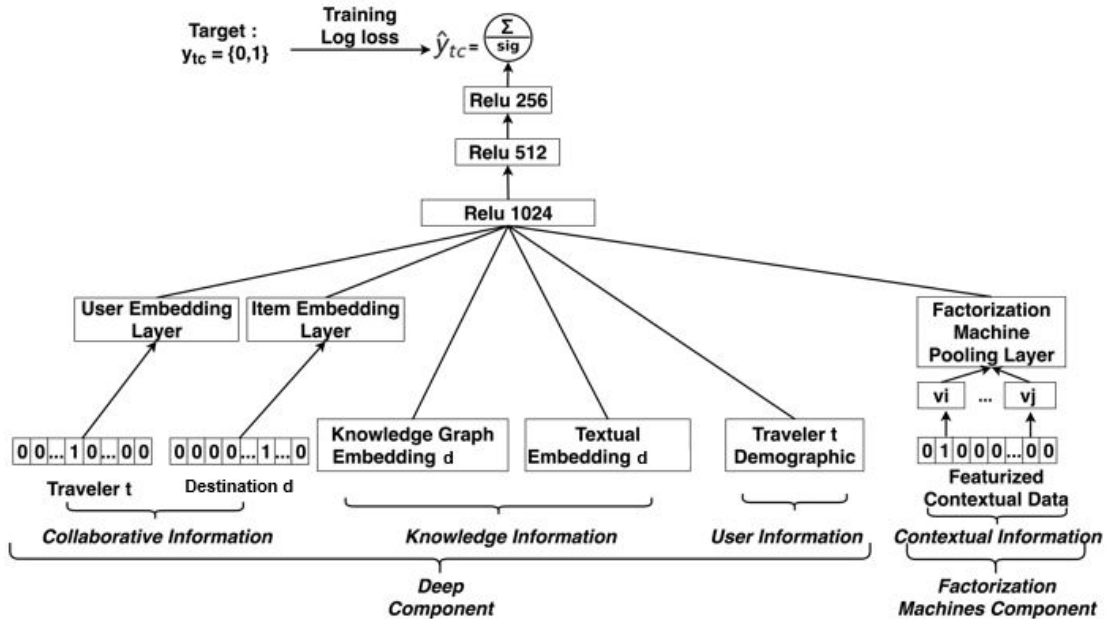 Target :
y_tc = {0,1}
Training
Log loss
ŷ_tc =
Σ
sig
Relu 256
Relu 512
Relu 1024
User Embedding
Layer
Item Embedding
Layer
Factorization
Machine
Pooling Layer
vi ... vj
0 0 ... 1 0 ... 0 0
0 0 0 0 ... 1 ... 0
Knowledge Graph
Embedding d
Textual
Embedding d
Traveler t
Demographic
0 1 0 0 0 ... 0 0
Featurized
Contextual Data
Traveler t
Destination d
Collaborative Information
Knowledge Information
User Information
Contextual Information
Deep
Component
Factorization
Machines Component